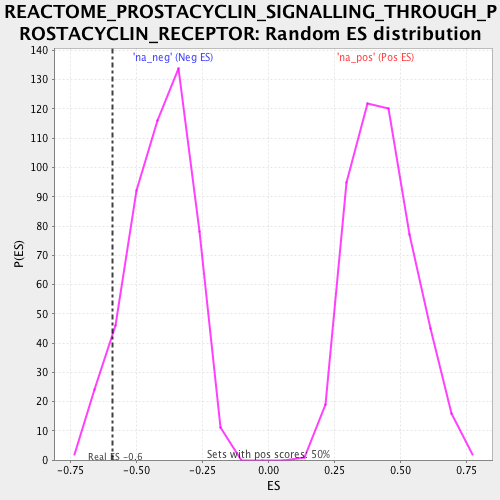 REACTOME_PROSTACYCLIN_SIGNALLING_THROUGH_P
ROSTACYCLIN_RECEPTOR: Random ES distribution
'na_neg' (Neg ES)
'na_pos' (Pos ES)
140
130
120
110
100
90
80
70
60
50
40
30
20
10
0
P(ES)
Real ES -0.6
Sets with pos scores: 50%
-0.75
-0.50
-0.25
0.00
0.25
0.50
0.75
ES